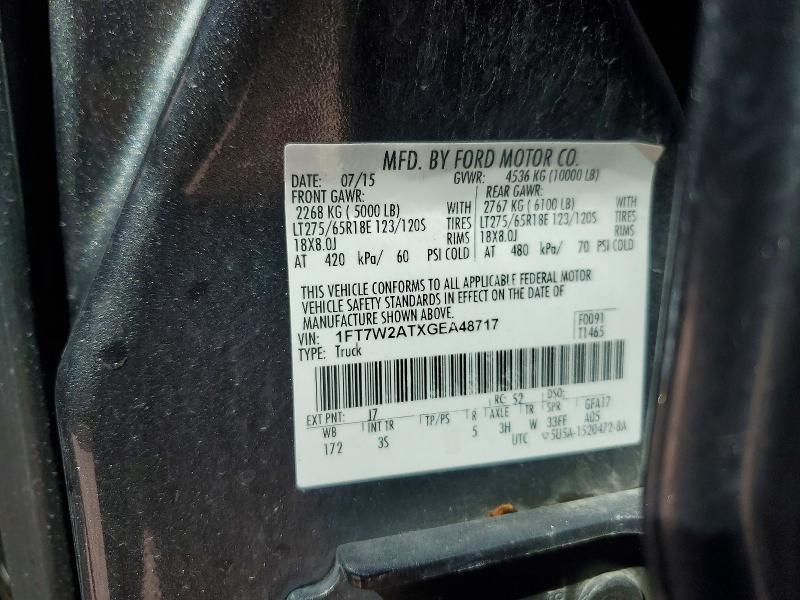 MFD. BY FORD MOTOR CO.
DATE: 07/15 GVWR: 4536 KG (10000 LB)
FRONT GAWR: REAR GAWR:
2268 KG ( 5000 LB) WITH 2767 KG ( 6100 LB) WITH
LT275/65R18E 123/120S TIRES LT275/65R18E 123/120S TIRES
18X8.0J RIMS 18X8.0J RIMS
AT 420 kPa/ 60 PSI COLD AT 480 kPa/ 70 PSI COLD
THIS VEHICLE CONFORMS TO ALL APPLICABLE FEDERAL MOTOR
VEHICLE SAFETY STANDARDS IN EFFECT ON THE DATE OF
MANUFACTURE SHOWN ABOVE.
VIN: 1FT7W2ATXGEA48717 F0091
TYPE: Truck T1465
EXT PNT: J7 RC: 52 DSO:
WB INT TR TP/PS R AXLE TR SPR GFA17
172 3S 5 3H W 33FF A05
UTC ▽5U5A-1520472-BA